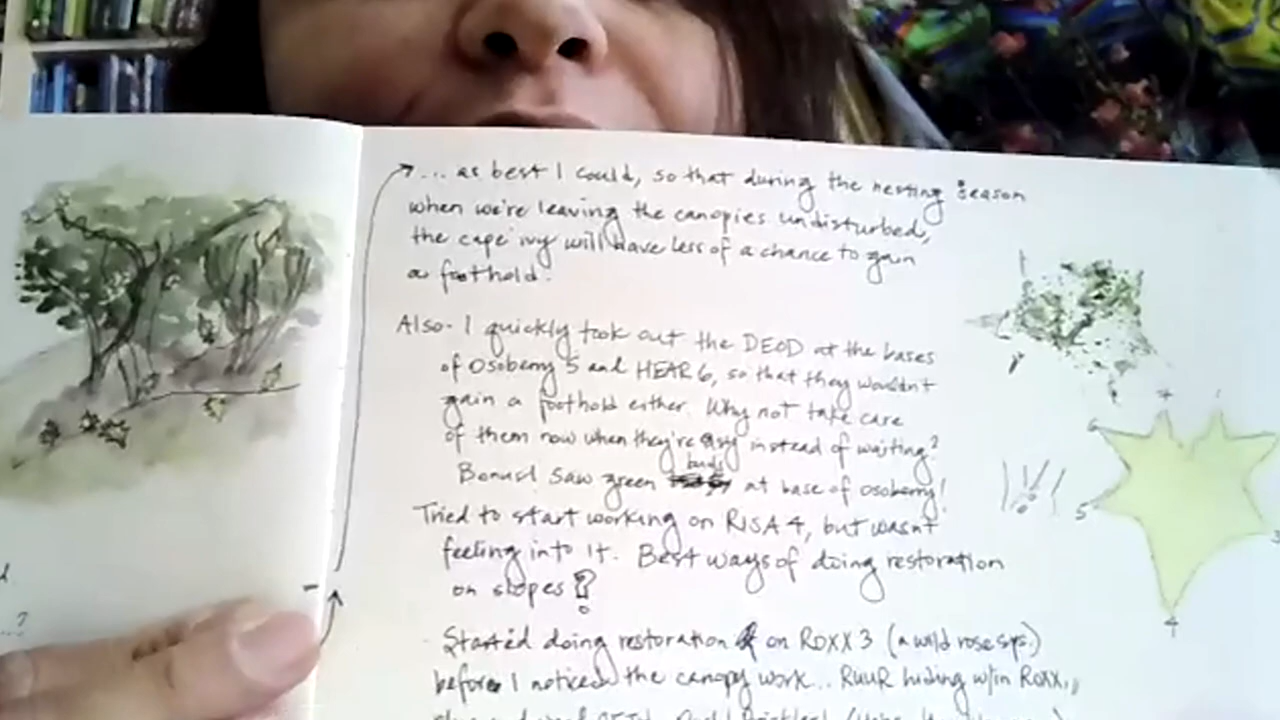 ... as best I could, so that during the nesting season
when we're leaving the canopies undisturbed,
the cape ivy will have less of a chance to gain
a foothold.
Also- I quickly took out the DEOD at the bases
of Osoberry 5 and HEAR 6, so that they wouldn't
gain a foothold either. Why not take care
of them now when they're easy instead of waiting?
buds
Bonus! Saw green at base of osoberry!
Tried to start working on RISA 4, but wasn't
feeling into it. Best ways of doing restoration
on slopes?
- Started doing restoration on ROXX 3 (a wild rose sps.)
before I noticed the canopy work... RUUR hiding w/in ROXX,
6
5
4